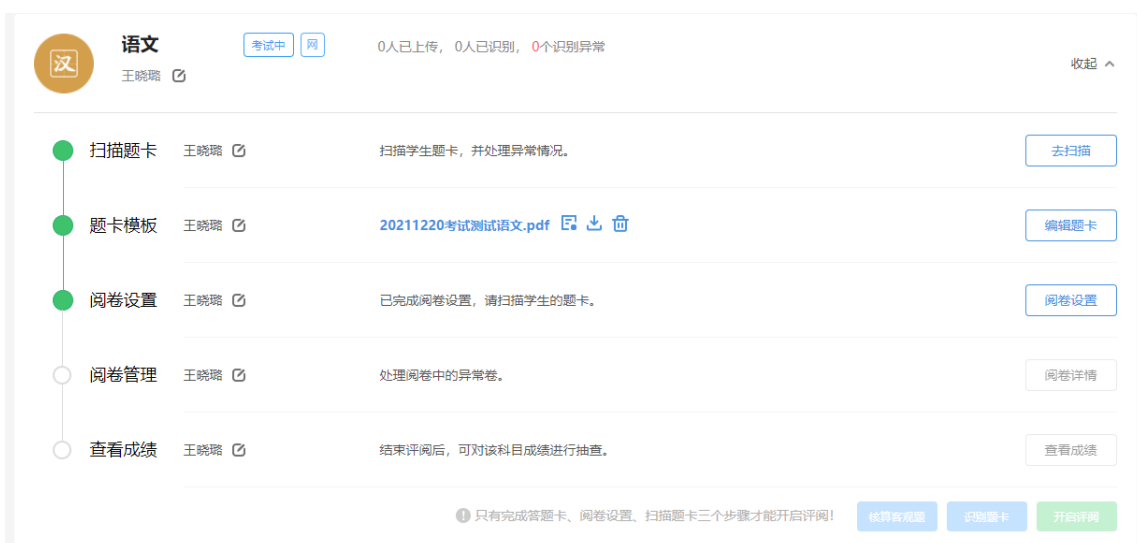 汉
语文 考试中 网 0人已上传，0人已识别，0个识别异常
王晓璐
收起
扫描题卡 王晓璐 扫描学生题卡，并处理异常情况。 去扫描
题卡模板 王晓璐 20211220考试测试语文.pdf 编辑题卡
阅卷设置 王晓璐 已完成阅卷设置，请扫描学生的题卡。 阅卷设置
阅卷管理 王晓璐 处理阅卷中的异常卷。 阅卷详情
查看成绩 王晓璐 结束评阅后，可对该科目成绩进行抽查。 查看成绩
只有完成答题卡、阅卷设置、扫描题卡三个步骤才能开启评阅! 核算客观题 识别题卡 开启评阅